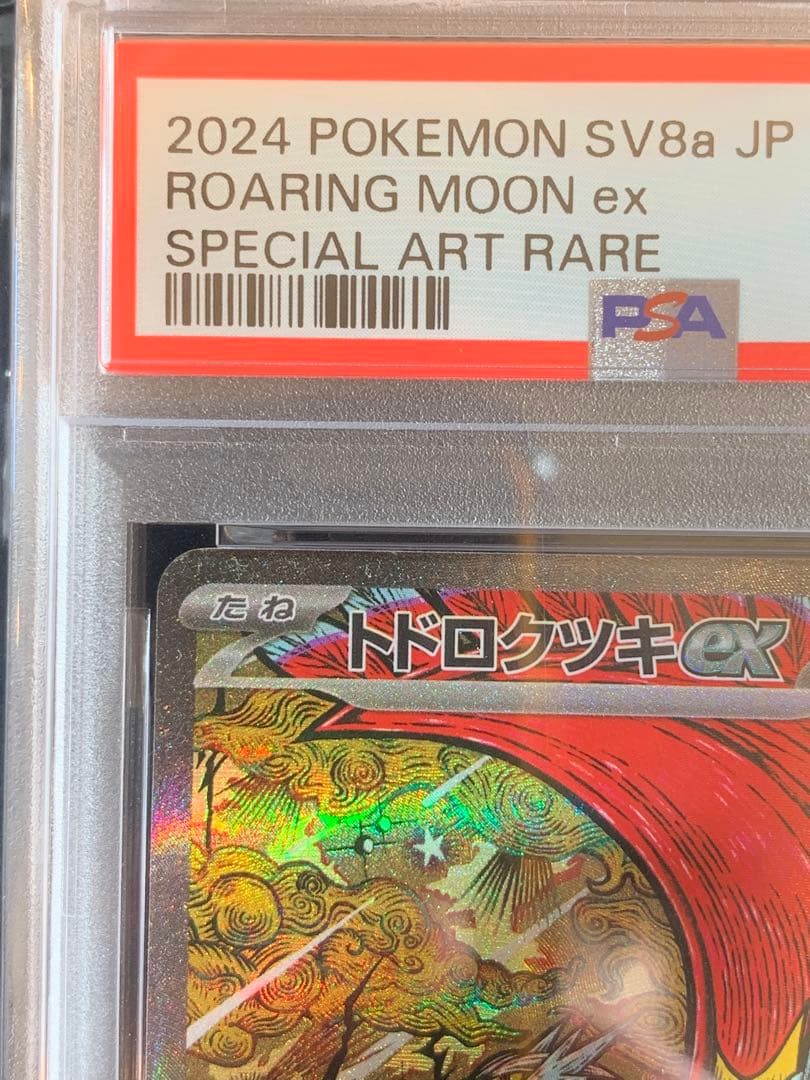 2024 POKEMON SV8a JP
ROARING MOON ex
SPECIAL ART RARE
PSA
たね
トドロクツキex